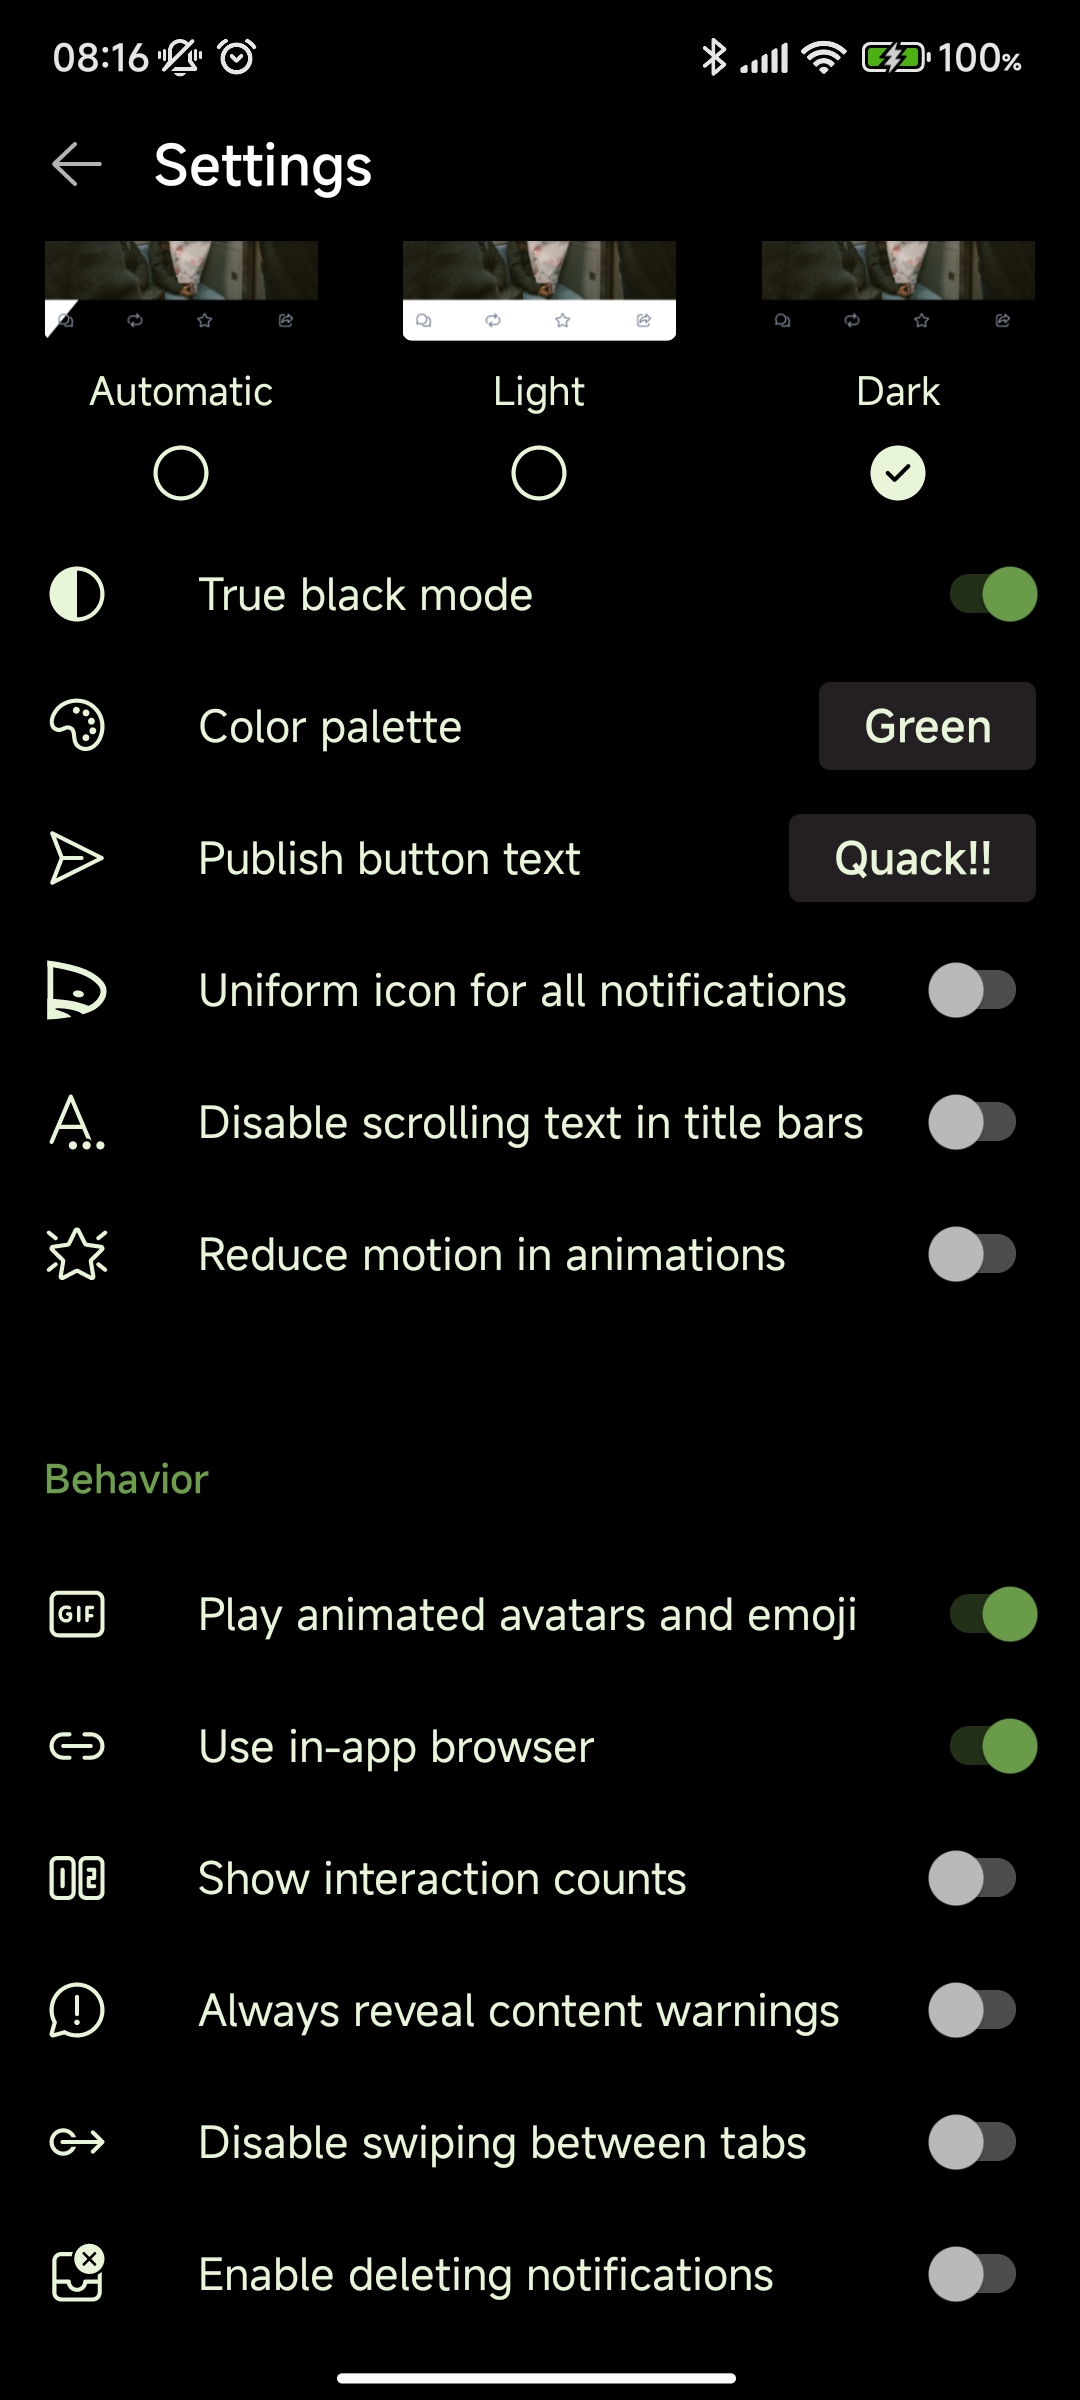 08:16 100%
Settings
Automatic Light Dark
True black mode
Color palette Green
Publish button text Quack!!
Uniform icon for all notifications
Disable scrolling text in title bars
Reduce motion in animations
Behavior
GIF Play animated avatars and emoji
Use in-app browser
12 Show interaction counts
Always reveal content warnings
Disable swiping between tabs
Enable deleting notifications